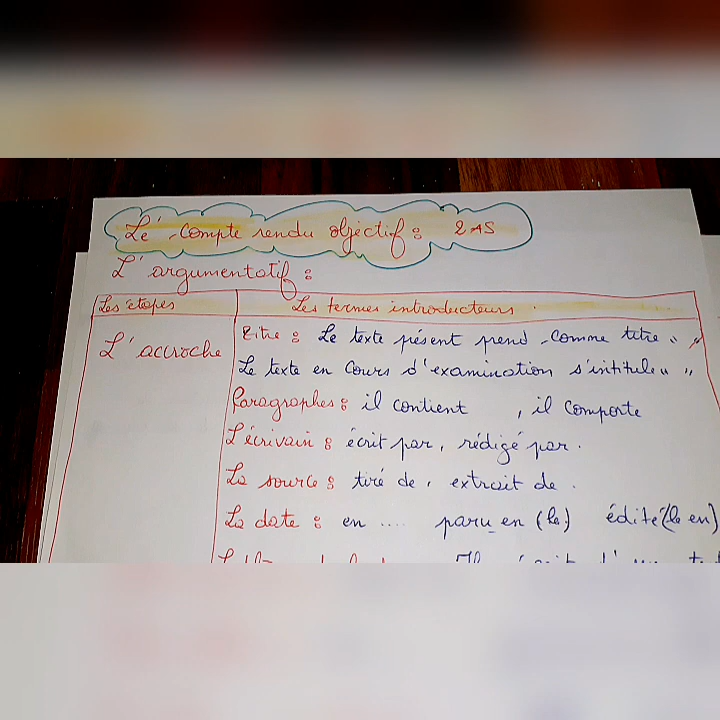 Le compte rendu objectif : 2 AS
L'argumentatif :
Les étapes
Les termes introducteurs
L'accroche
Titre : Le texte présent prend comme titre " "
Le texte en cours d'examination s'intitule " "
Paragraphes : il contient , il comporte
L'écrivain : écrit par, rédigé par.
La source : tiré de, extrait de.
La date : en .... paru en (le) édité (le en)